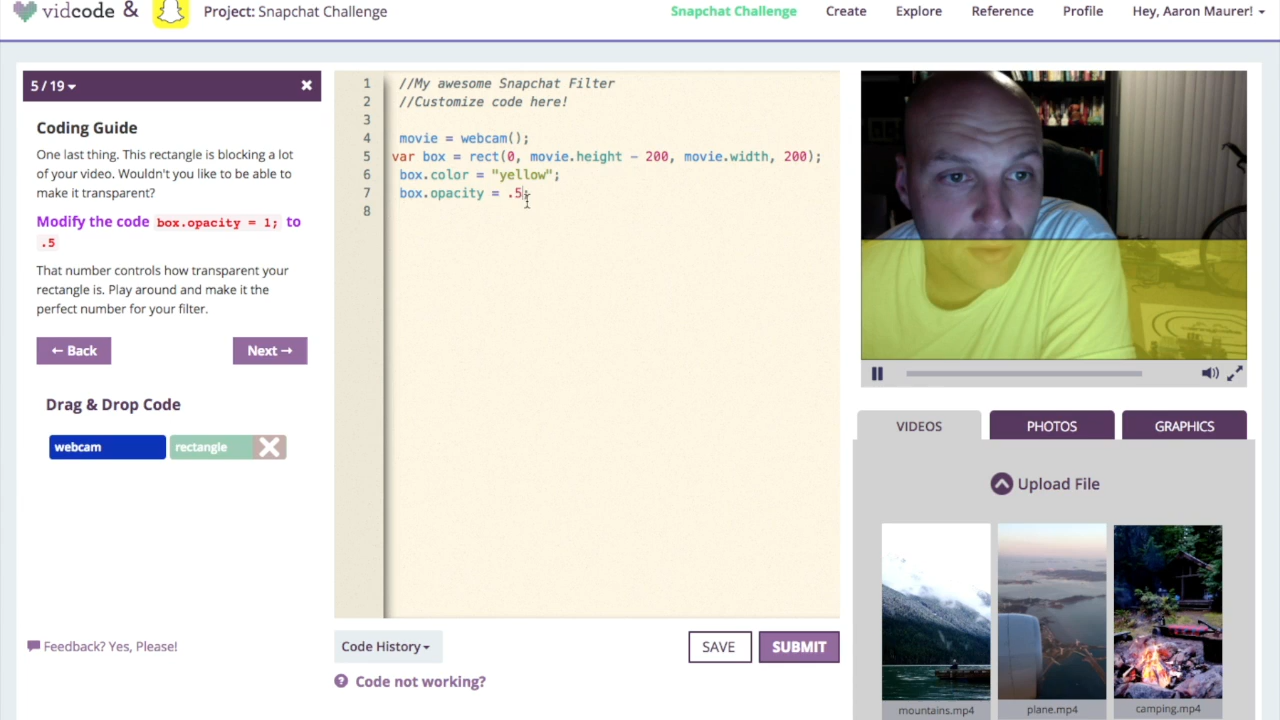 vidcode & Project: Snapchat Challenge
Snapchat Challenge Create Explore Reference Profile Hey, Aaron Maurer!
5 / 19
Coding Guide
One last thing. This rectangle is blocking a lot
of your video. Wouldn't you like to be able to
make it transparent?
Modify the code box.opacity = 1; to
.5
That number controls how transparent your
rectangle is. Play around and make it the
perfect number for your filter.
← Back Next →
Drag & Drop Code
webcam rectangle
Feedback? Yes, Please!
1 //My awesome Snapchat Filter
2 //Customize code here!
3
4 movie = webcam();
5 var box = rect(0, movie.height - 200, movie.width, 200);
6 box.color = "yellow";
7 box.opacity = .5;
8
Code History
SAVE SUBMIT
Code not working?
VIDEOS PHOTOS GRAPHICS
Upload File
mountains.mp4 plane.mp4 camping.mp4